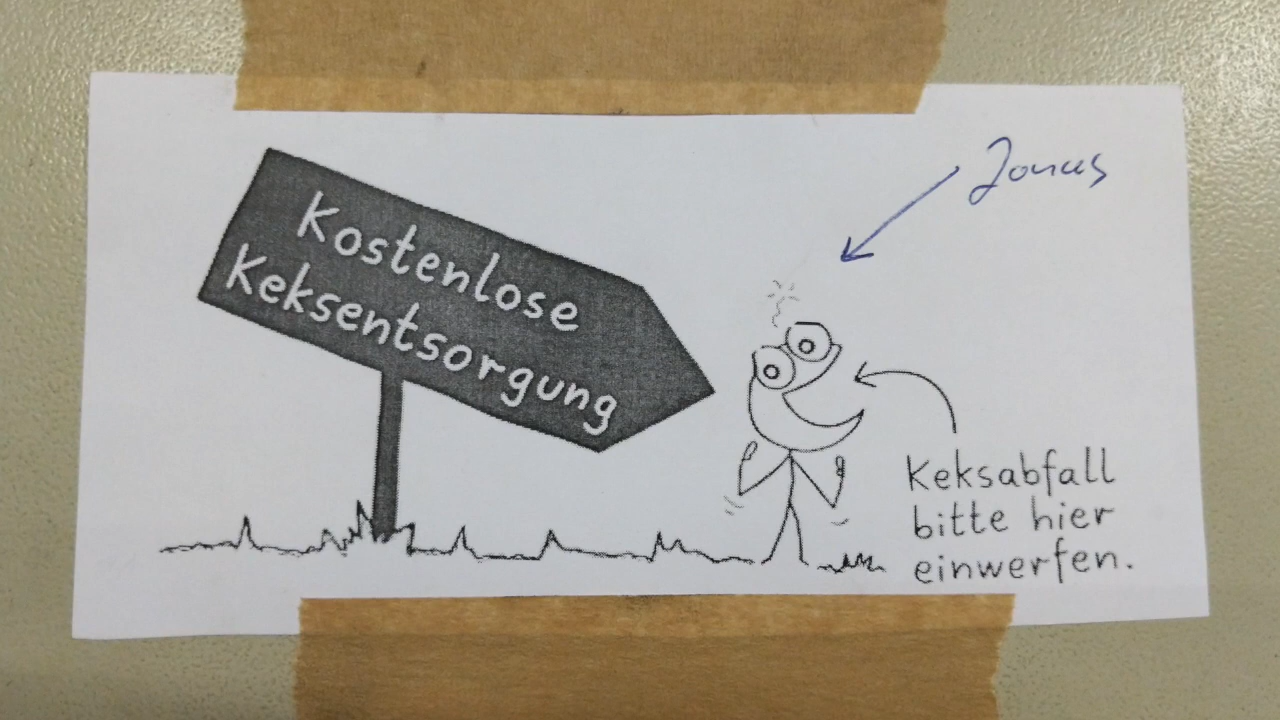 Jonas
Kostenlose
Keksentsorgung
Keksabfall
bitte hier
einwerfen.